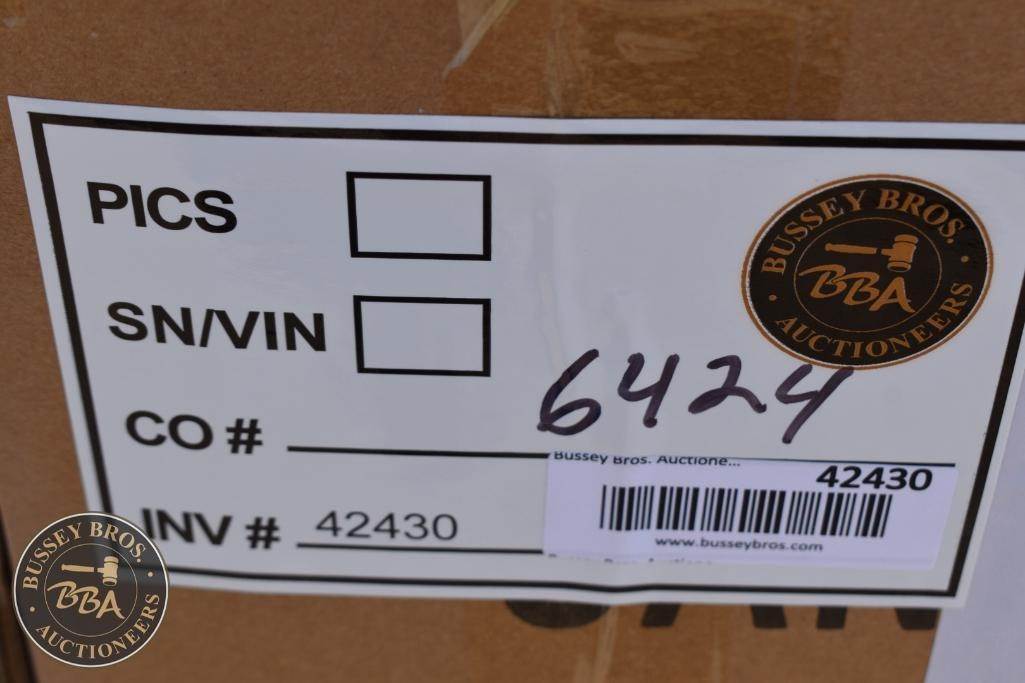 PICS
BUSSEY BROS.
BBA
AUCTIONEERS
SN/VIN
CO # 6424
Bussey Bros. Auctione...
42430
INV # 42430
www.busseybros.com
BUSSEY BROS.
BBA
AUCTIONEERS